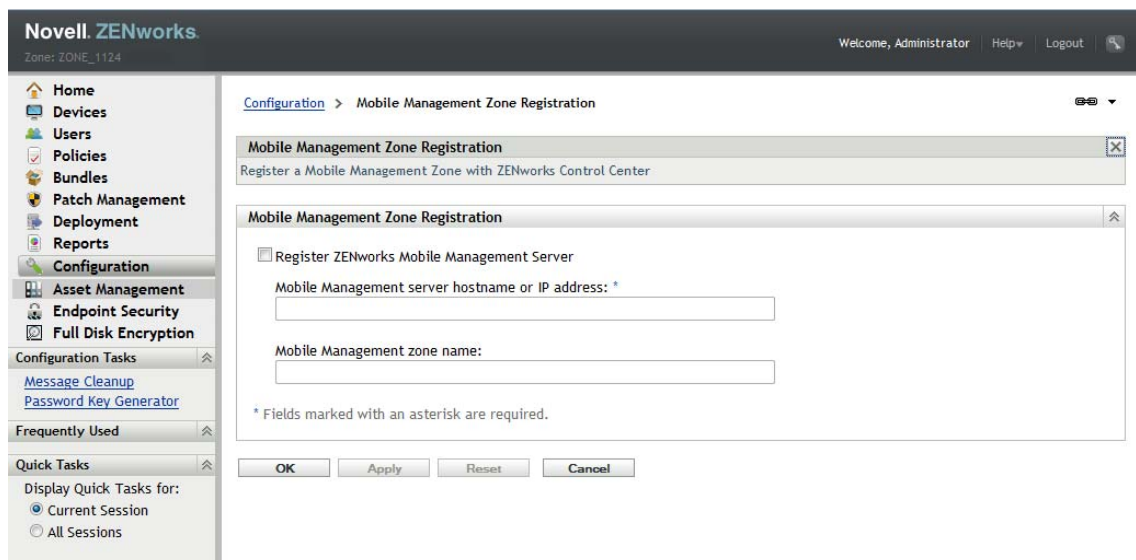 Novell. ZENworks.
Zone: ZONE_1124
Welcome, Administrator
Help
Logout
Home
Devices
Users
Policies
Bundles
Patch Management
Deployment
Reports
Configuration
Asset Management
Endpoint Security
Full Disk Encryption
Configuration Tasks
Message Cleanup
Password Key Generator
Frequently Used
Quick Tasks
Display Quick Tasks for:
Current Session
All Sessions
Configuration > Mobile Management Zone Registration
Mobile Management Zone Registration
Register a Mobile Management Zone with ZENworks Control Center
Mobile Management Zone Registration
Register ZENworks Mobile Management Server
Mobile Management server hostname or IP address: *
Mobile Management zone name:
* Fields marked with an asterisk are required.
OK Apply Reset Cancel